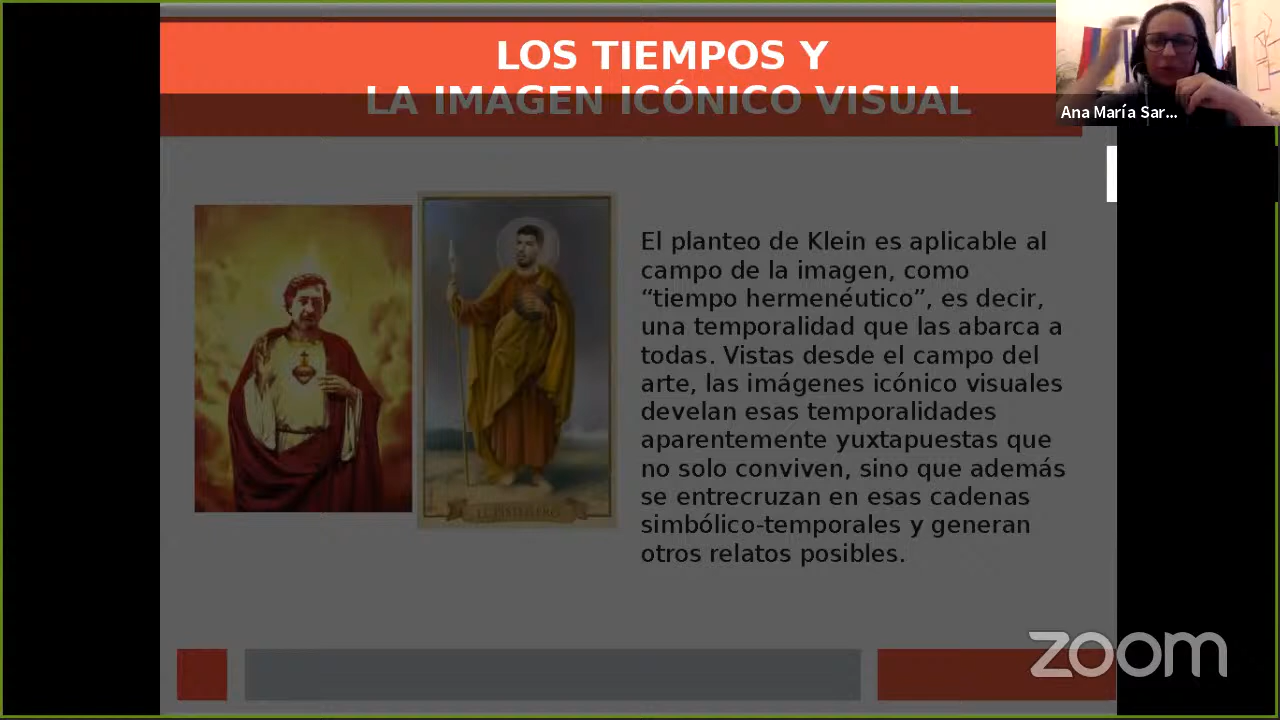 LOS TIEMPOS Y
LA IMAGEN ICÓNICO VISUAL
Ana María Sar...
El planteo de Klein es aplicable al
campo de la imagen, como
“tiempo hermenéutico”, es decir,
una temporalidad que las abarca a
todas. Vistas desde el campo del
arte, las imágenes icónico visuales
develan esas temporalidades
aparentemente yuxtapuestas que
no solo conviven, sino que además
se entrecruzan en esas cadenas
simbólico-temporales y generan
otros relatos posibles.
zoom